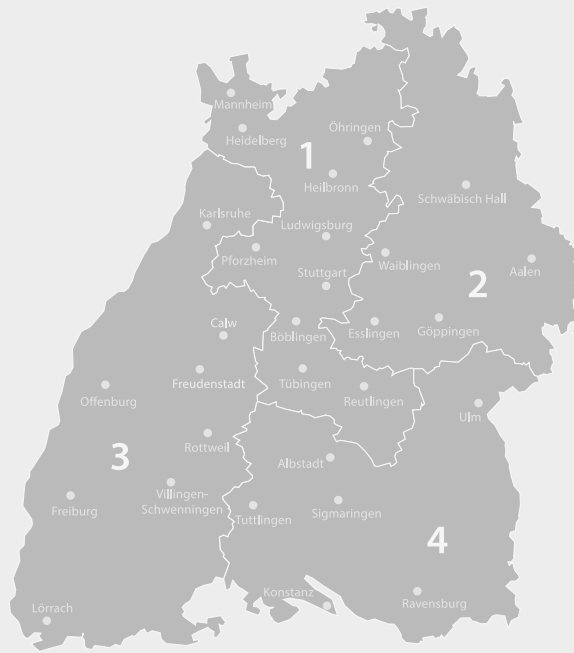 Mannheim
Heidelberg
Öhringen
1
Heilbronn
Schwäbisch Hall
Karlsruhe
Ludwigsburg
Pforzheim
Waiblingen
Aalen
Stuttgart
2
Calw
Böblingen
Esslingen
Göppingen
Freudenstadt
Tübingen
Reutlingen
Offenburg
Ulm
Rottweil
3
Albstadt
Villingen-
Schwenningen
Freiburg
Tuttlingen
Sigmaringen
4
Konstanz
Ravensburg
Lörrach